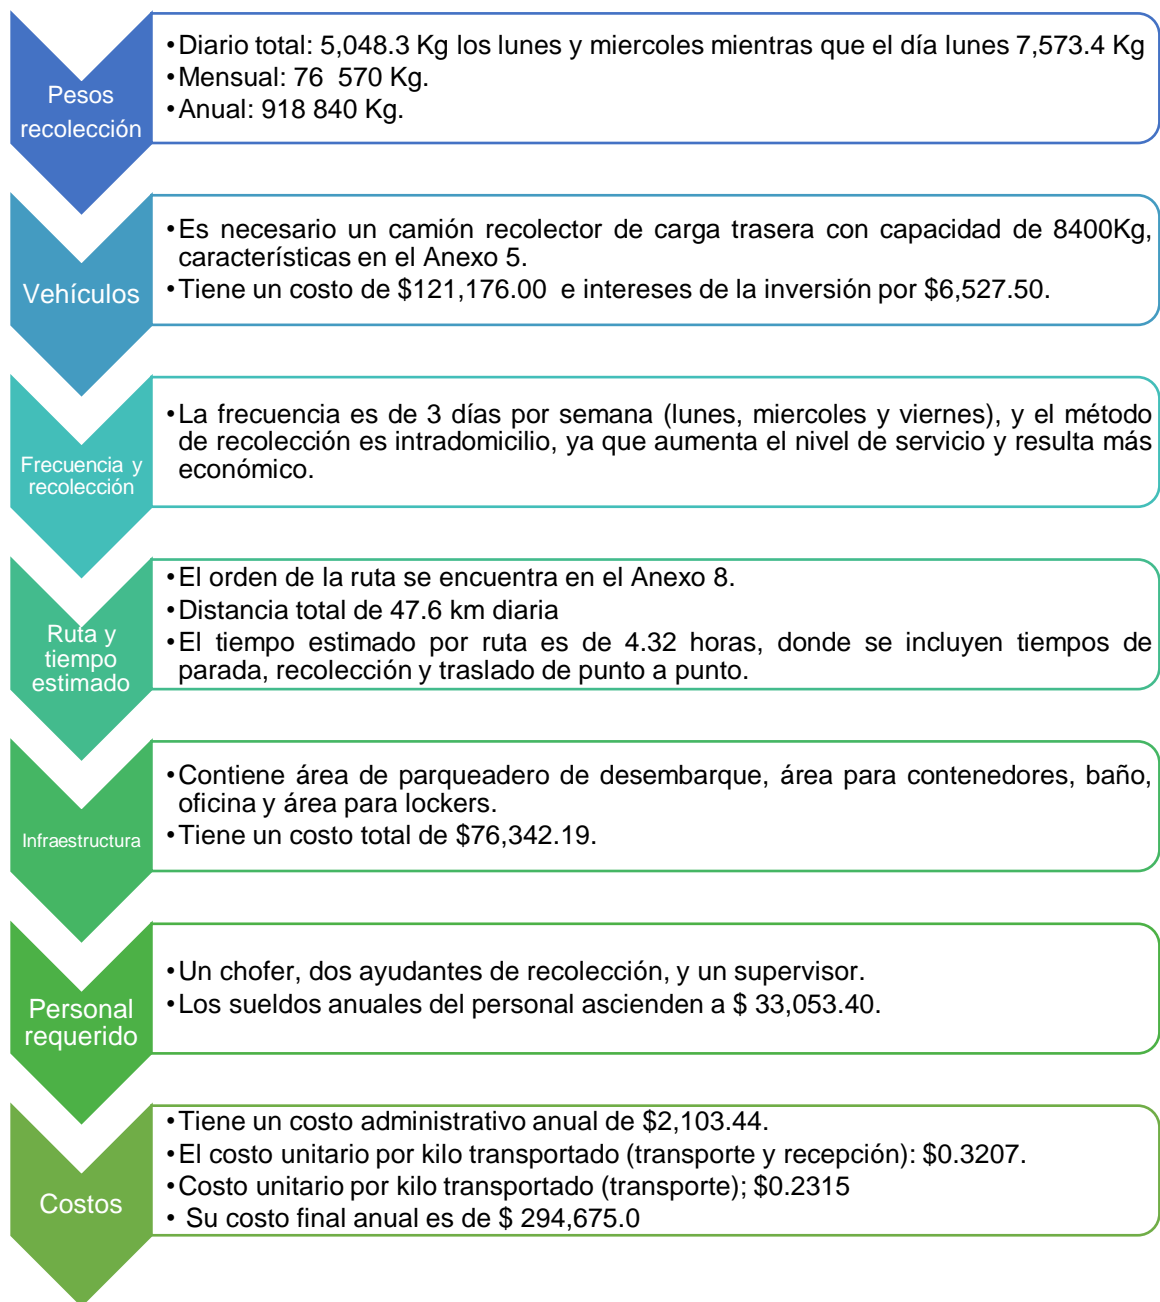 Pesos
recolección
•Diario total: 5,048.3 Kg los lunes y miercoles mientras que el día lunes 7,573.4 Kg
•Mensual: 76 570 Kg.
•Anual: 918 840 Kg.
Vehículos
•Es necesario un camión recolector de carga trasera con capacidad de 8400Kg,
características en el Anexo 5.
•Tiene un costo de $121,176.00 e intereses de la inversión por $6,527.50.
Frecuencia y
recolección
•La frecuencia es de 3 días por semana (lunes, miercoles y viernes), y el método
de recolección es intradomicilio, ya que aumenta el nivel de servicio y resulta más
económico.
Ruta y
tiempo
estimado
•El orden de la ruta se encuentra en el Anexo 8.
•Distancia total de 47.6 km diaria
•El tiempo estimado por ruta es de 4.32 horas, donde se incluyen tiempos de
parada, recolección y traslado de punto a punto.
Infraestructura
•Contiene área de parqueadero de desembarque, área para contenedores, baño,
oficina y área para lockers.
•Tiene un costo total de $76,342.19.
Personal
requerido
•Un chofer, dos ayudantes de recolección, y un supervisor.
•Los sueldos anuales del personal ascienden a $ 33,053.40.
Costos
•Tiene un costo administrativo anual de $2,103.44.
•El costo unitario por kilo transportado (transporte y recepción): $0.3207.
•Costo unitario por kilo transportado (transporte); $0.2315
• Su costo final anual es de $ 294,675.0